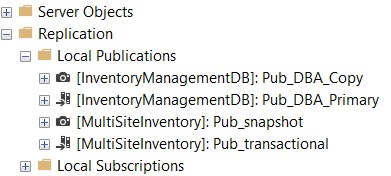 Server Objects
Replication
Local Publications
[InventoryManagementDB]: Pub_DBA_Copy
[InventoryManagementDB]: Pub_DBA_Primary
[MultiSiteInventory]: Pub_snapshot
[MultiSiteInventory]: Pub_transactional
Local Subscriptions